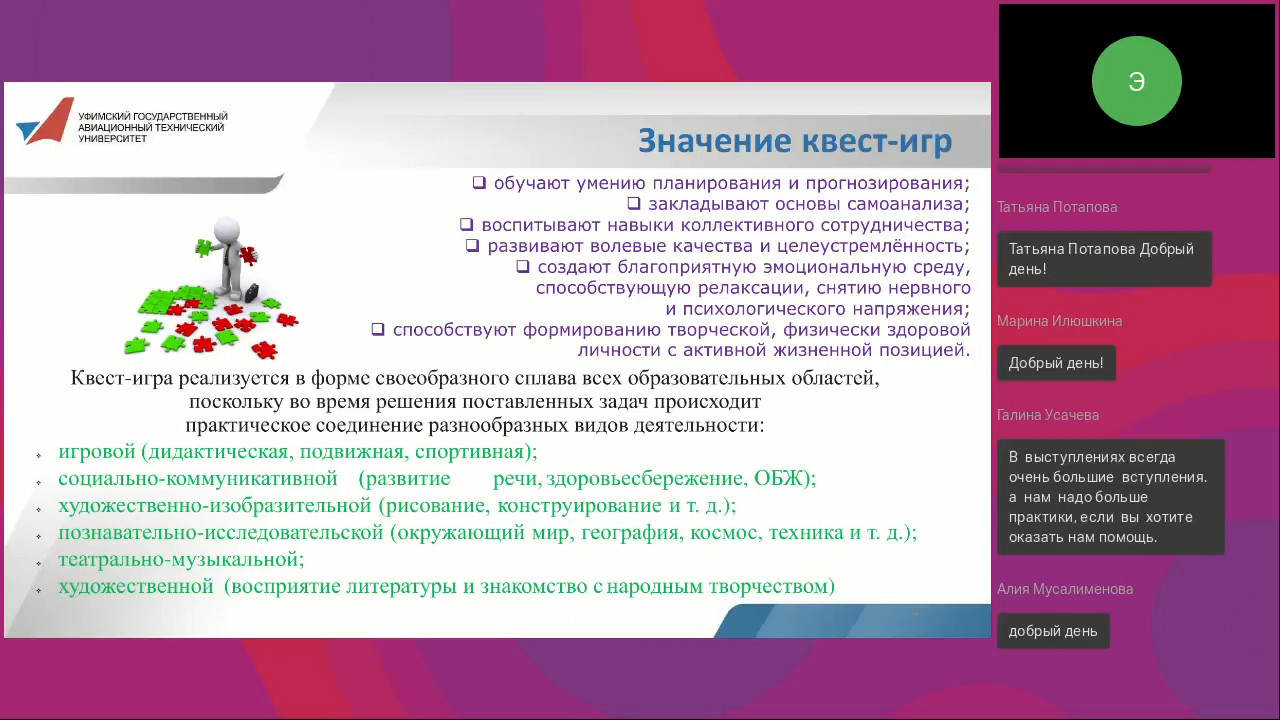 УФИМСКИЙ ГОСУДАРСТВЕННЫЙ
АВИАЦИОННЫЙ ТЕХНИЧЕСКИЙ
УНИВЕРСИТЕТ
Значение квест-игр
обучают умению планирования и прогнозирования;
закладывают основы самоанализа;
воспитывают навыки коллективного сотрудничества;
развивают волевые качества и целеустремлённость;
создают благоприятную эмоциональную среду,
способствующую релаксации, снятию нервного
и психологического напряжения;
способствуют формированию творческой, физически здоровой
личности с активной жизненной позицией.
Квест-игра реализуется в форме своеобразного сплава всех образовательных областей,
поскольку во время решения поставленных задач происходит
практическое соединение разнообразных видов деятельности:
игровой (дидактическая, подвижная, спортивная);
социально-коммуникативной (развитие речи, здоровьесбережение, ОБЖ);
художественно-изобразительной (рисование, конструирование и т. д.);
познавательно-исследовательской (окружающий мир, география, космос, техника и т. д.);
театрально-музыкальной;
художественной (восприятие литературы и знакомство с народным творчеством)
Э
Татьяна Потапова
Татьяна Потапова Добрый
день!
Марина Илюшкина
Добрый день!
Галина Усачева
В выступлениях всегда
очень большие вступления.
а нам надо больше
практики, если вы хотите
оказать нам помощь.
Алия Мусалименова
добрый день